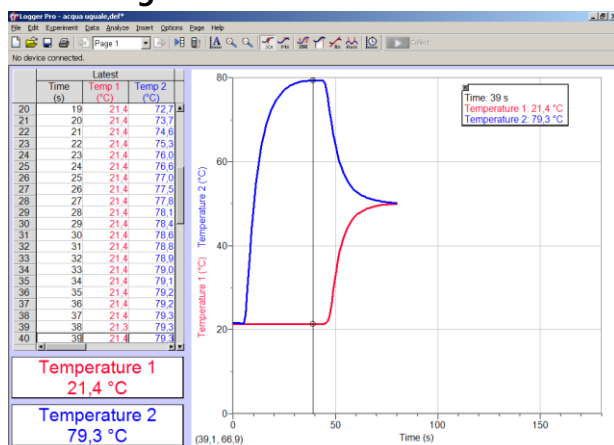 Logger Pro - acqua uguale,def*
File Edit Experiment Data Analyze Insert Options Page Help
Page 1
Collect
No device connected.
Latest
Time Temp 1 Temp 2
(s) (°C) (°C)
20 19 21,4 72,7
21 20 21,4 73,7
22 21 21,4 74,6
23 22 21,4 75,3
24 23 21,4 76,0
25 24 21,4 76,6
26 25 21,4 77,0
27 26 21,4 77,5
28 27 21,4 77,8
29 28 21,4 78,1
30 29 21,4 78,4
31 30 21,4 78,6
32 31 21,4 78,8
33 32 21,4 78,9
34 33 21,4 79,0
35 34 21,4 79,1
36 35 21,4 79,2
37 36 21,4 79,2
38 37 21,4 79,3
39 38 21,3 79,3
40 39 21,4 79,3
Temperature 1
21,4 °C
Temperature 2
79,3 °C
Temperature 1 (°C) Temperature 2 (°C)
80
60
40
20
0
Time: 39 s
Temperature 1: 21,4 °C
Temperature 2: 79,3 °C
0 50 100 150
(39,1, 66,9)
Time (s)